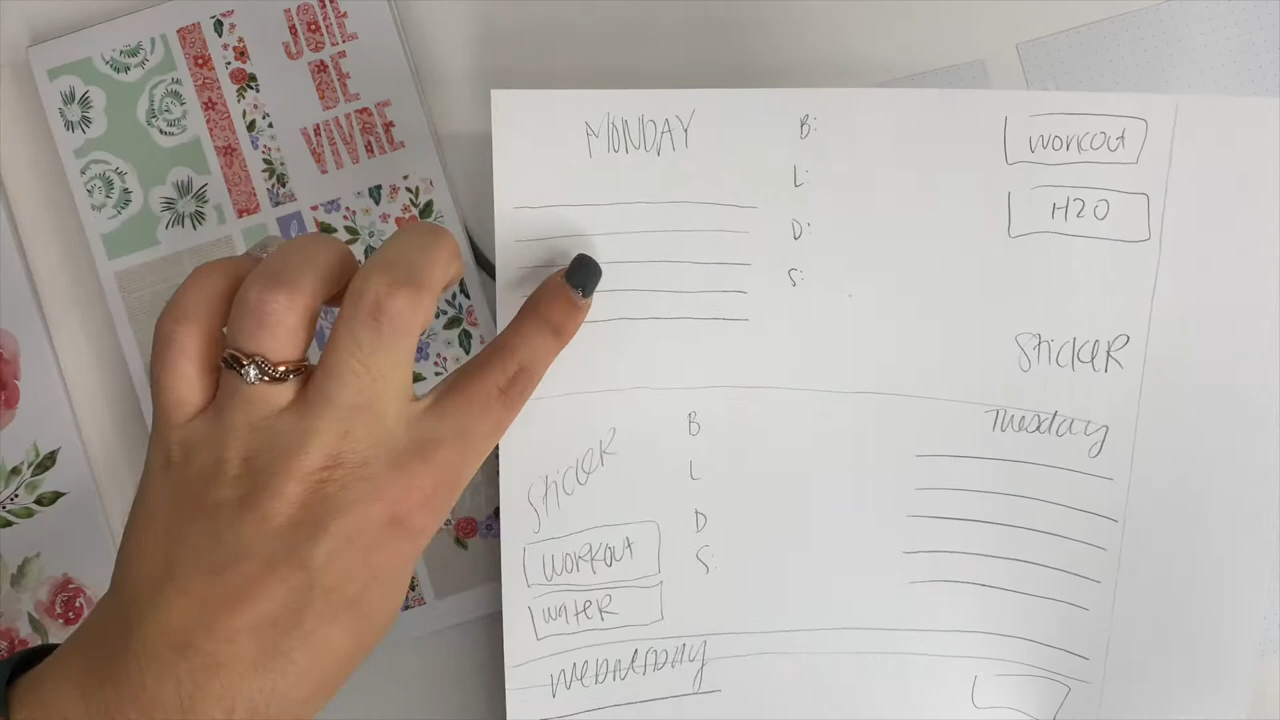 JOIE
DE
VIVRE
MONDAY
B:
L:
D:
S:
workout
H2O
STICKER
STICKER
B
L
D
S:
Tuesday
WORKOUT
WATER
WEDNESDAY